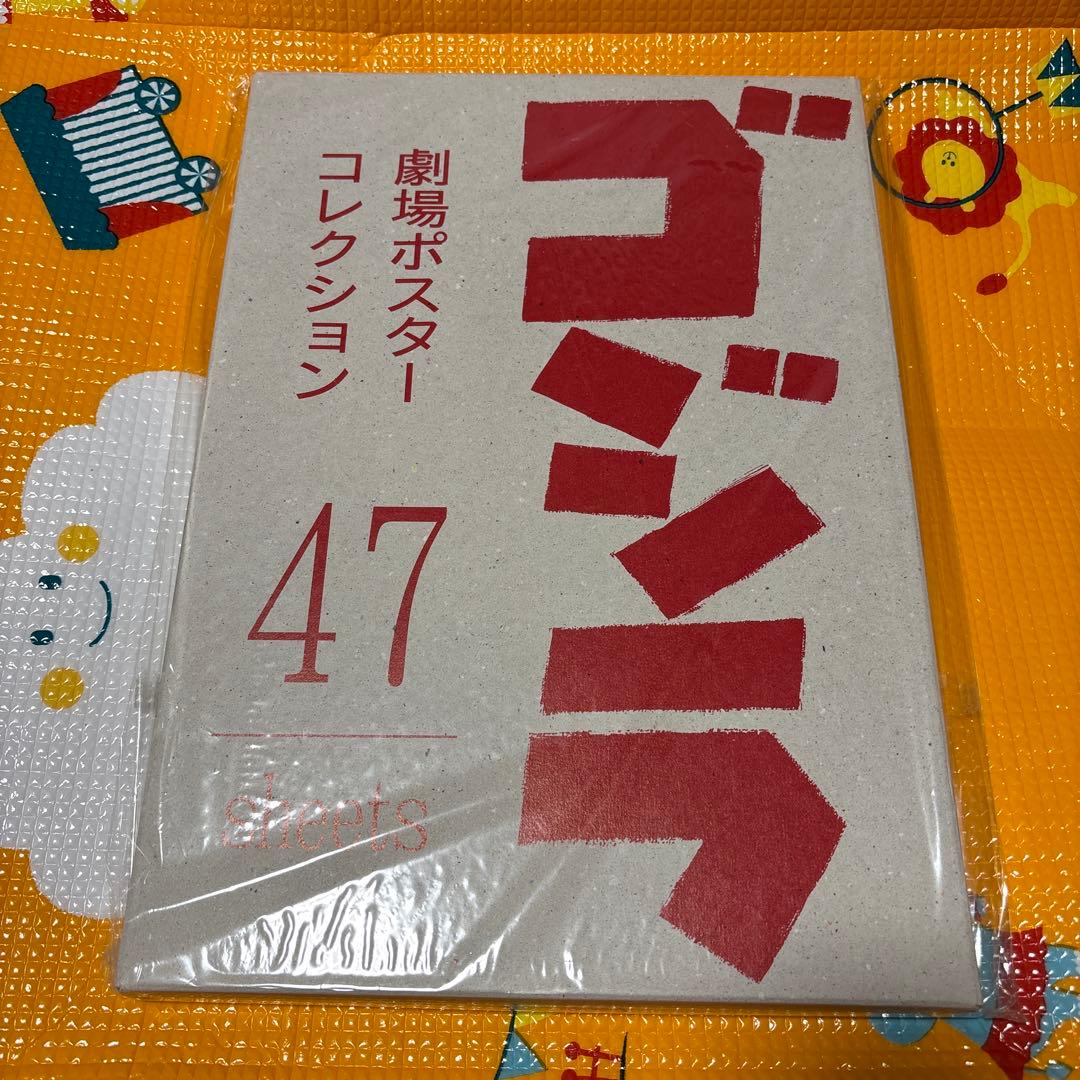 ゴジラ
劇場ポスター
コレクション
47
sheets